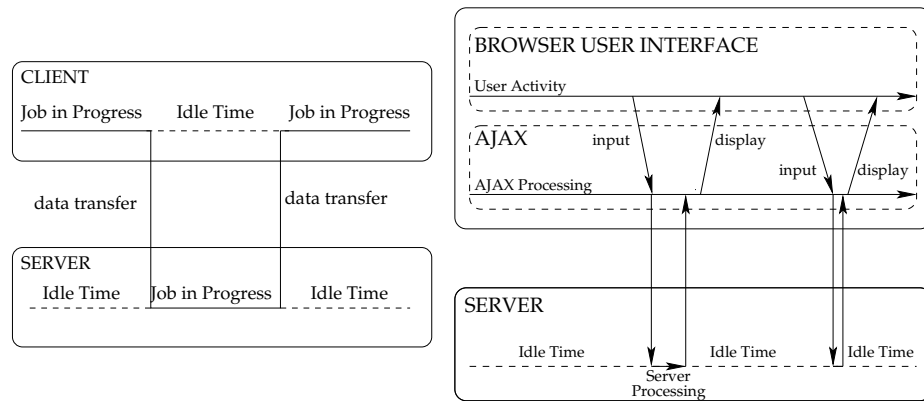 CLIENT
Job in Progress Idle Time Job in Progress
data transfer data transfer
SERVER
Idle Time Job in Progress Idle Time
BROWSER USER INTERFACE
User Activity
AJAX
input display input display
AJAX Processing
SERVER
Idle Time Idle Time Idle Time
Server
Processing